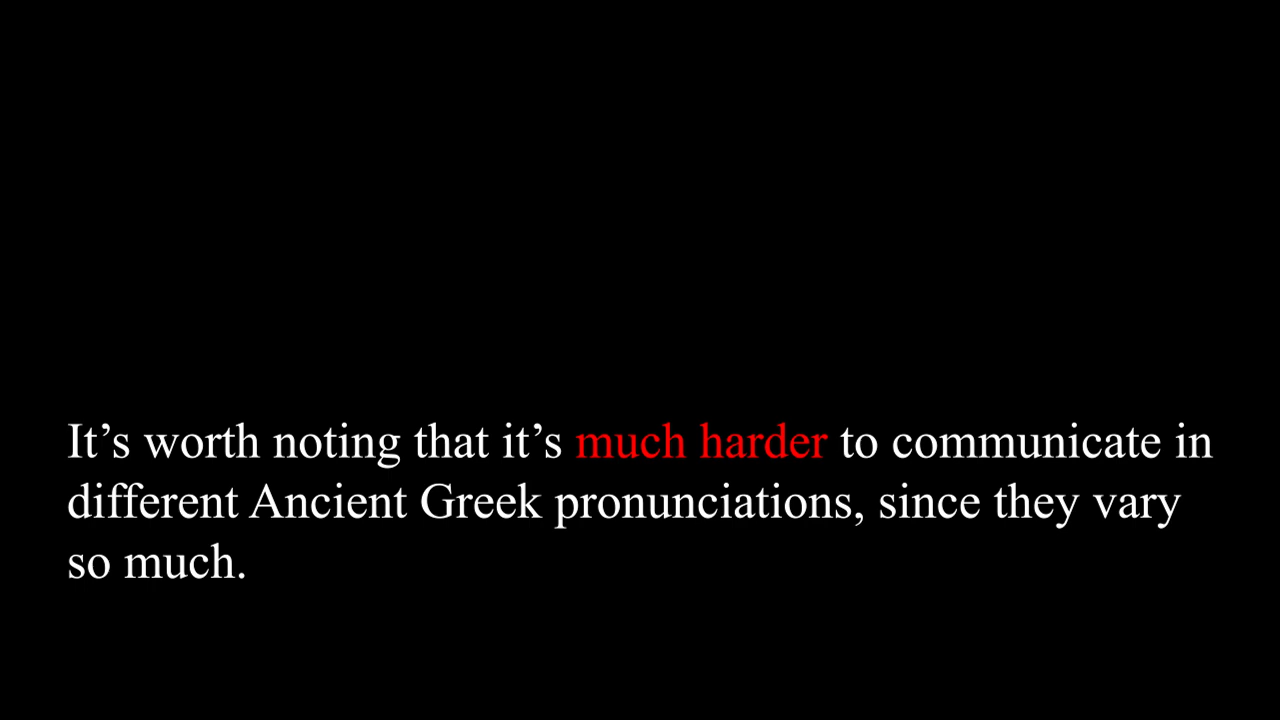 It’s worth noting that it’s much harder to communicate in
different Ancient Greek pronunciations, since they vary
so much.